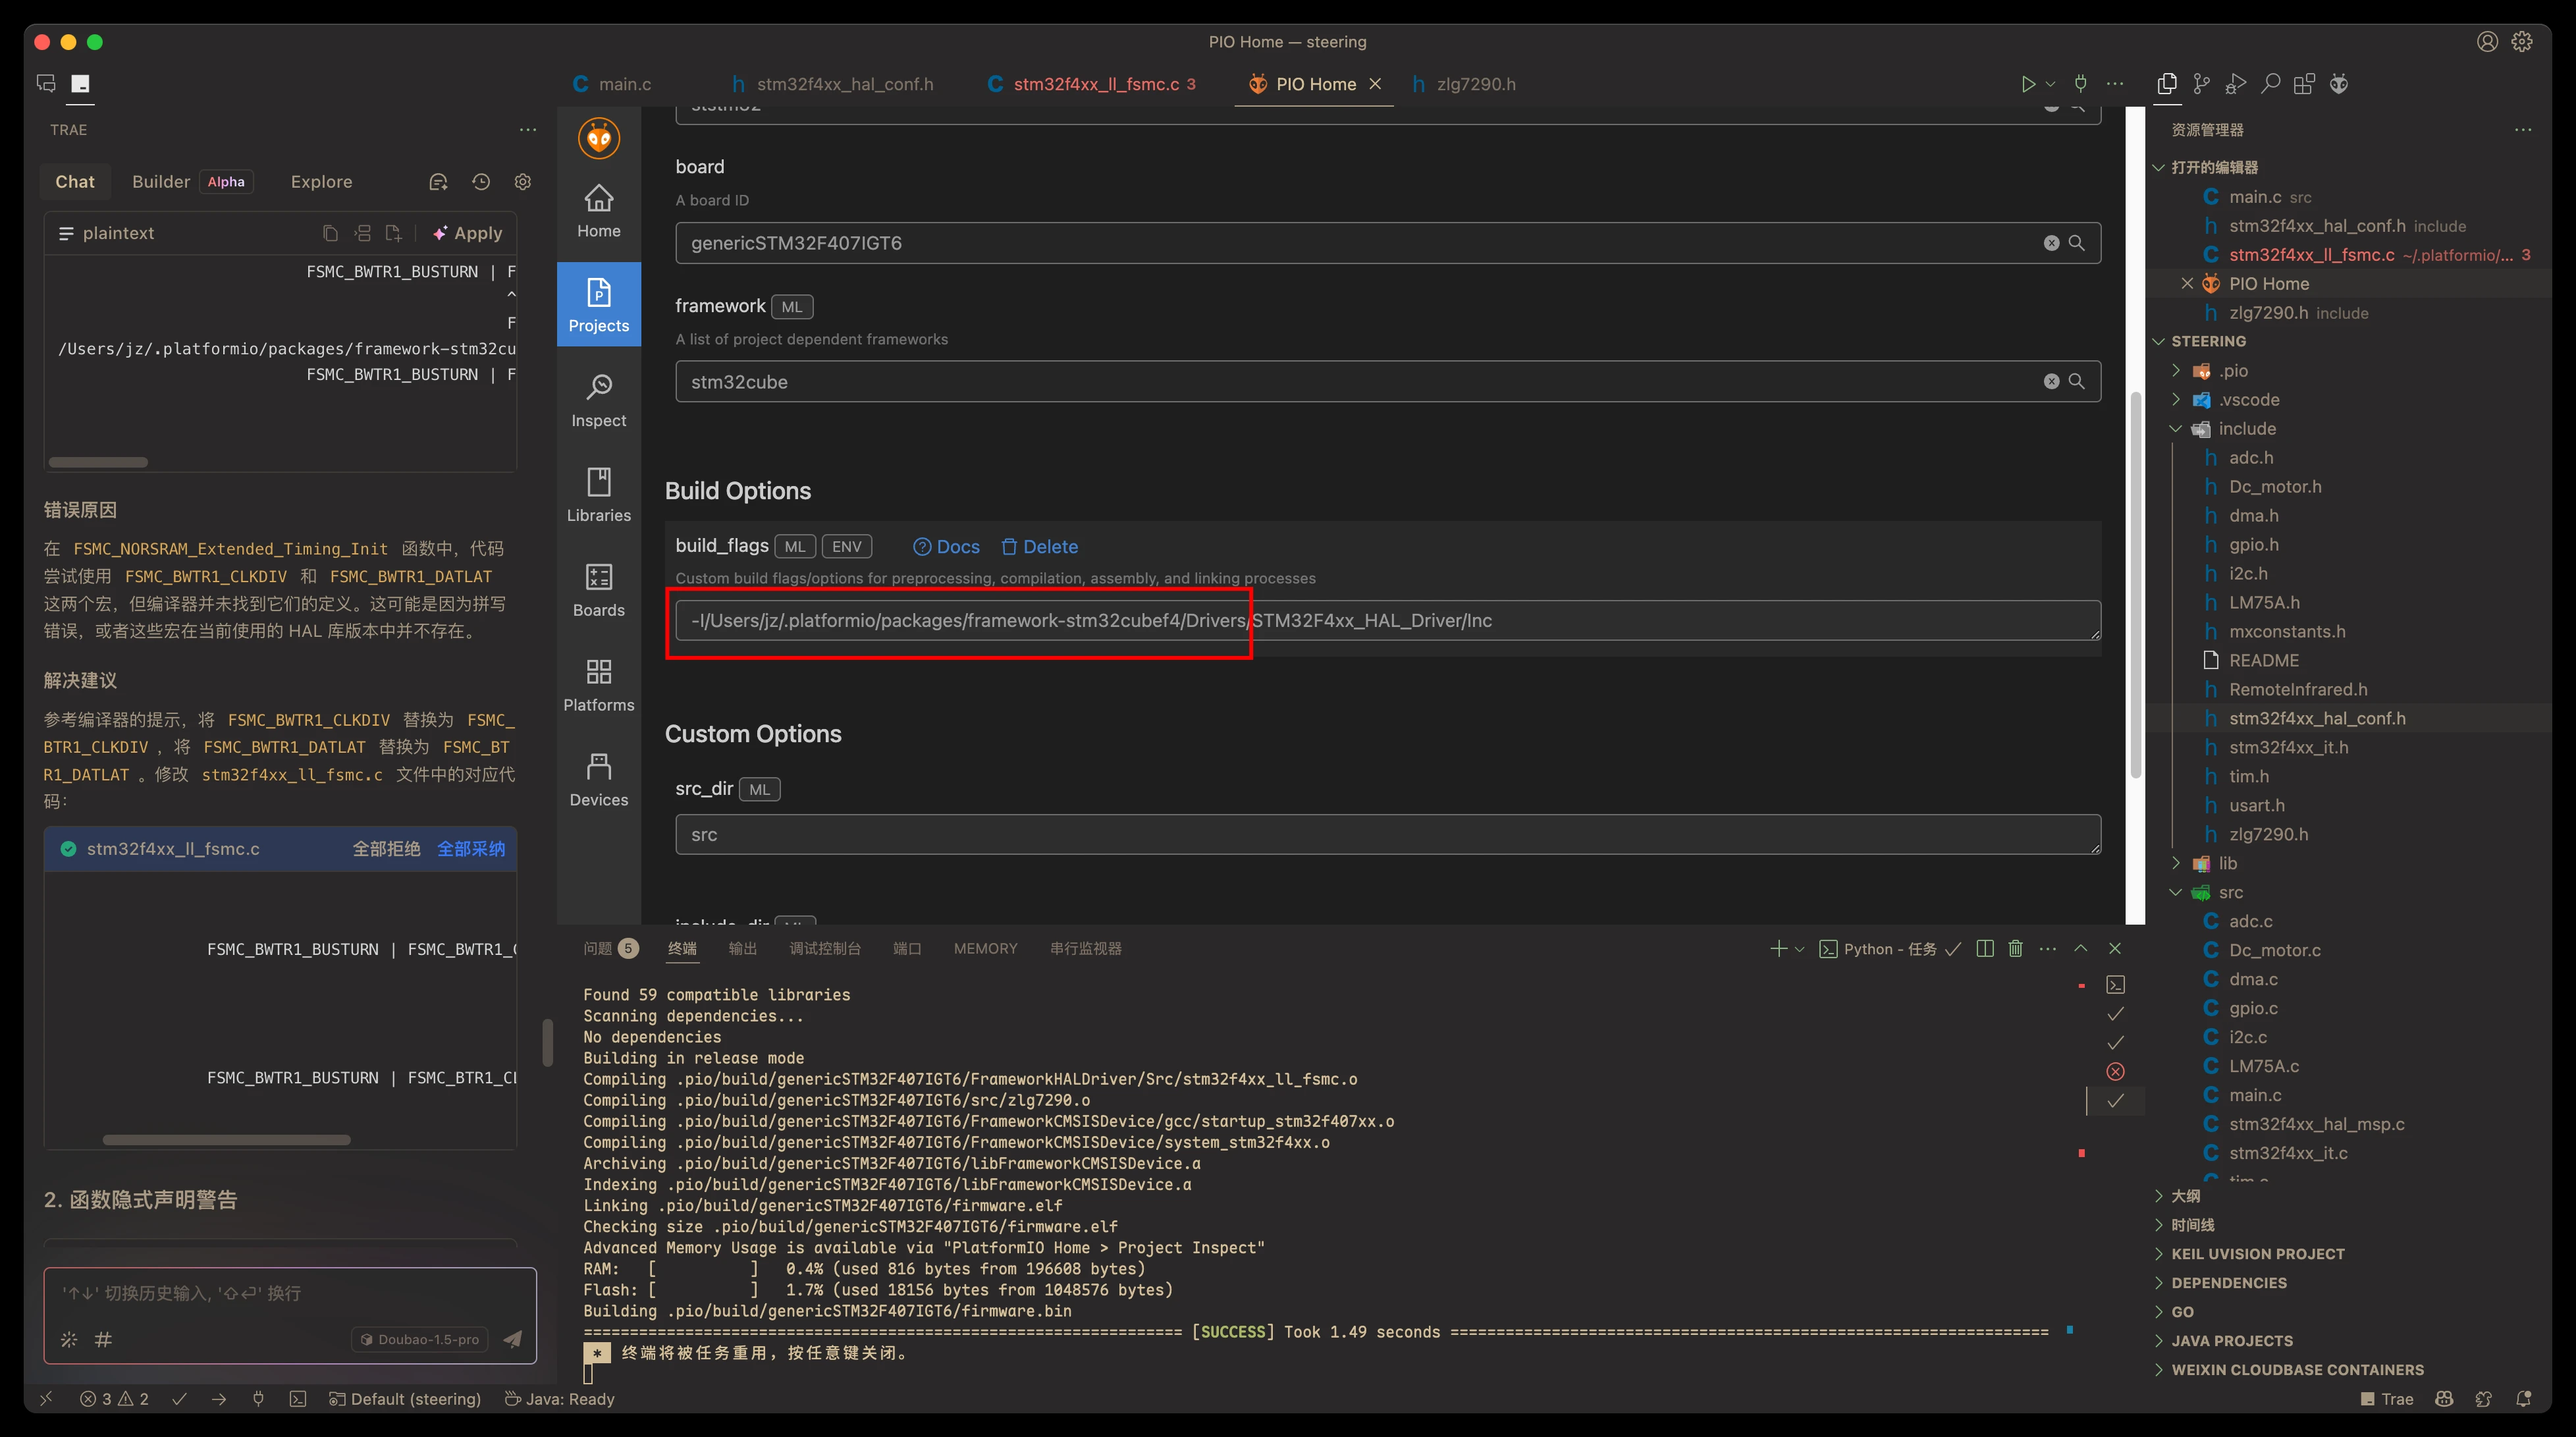 PIO Home — steering
main.c
stm32f4xx_hal_conf.h
stm32f4xx_ll_fsmc.c 3
PIO Home
zlg7290.h
TRAE
Chat
Builder Alpha
Explore
plaintext
Apply
FSMC_BWTR1_BUSTURN | F
^
F
/Users/jz/.platformio/packages/framework-stm32cu
FSMC_BWTR1_BUSTURN | F
错误原因
在 FSMC_NORSRAM_Extended_Timing_Init 函数中，代码
尝试使用 FSMC_BWTR1_CLKDIV 和 FSMC_BWTR1_DATLAT
这两个宏，但编译器并未找到它们的定义。这可能是因为拼写
错误，或者这些宏在当前使用的 HAL 库版本中并不存在。
解决建议
参考编译器的提示，将 FSMC_BWTR1_CLKDIV 替换为 FSMC_
BTR1_CLKDIV ，将 FSMC_BWTR1_DATLAT 替换为 FSMC_BT
R1_DATLAT 。修改 stm32f4xx_ll_fsmc.c 文件中的对应代
码：
stm32f4xx_ll_fsmc.c 全部拒绝 全部采纳
FSMC_BWTR1_BUSTURN | FSMC_BWTR1_
FSMC_BWTR1_BUSTURN | FSMC_BTR1_C
2. 函数隐式声明警告
'↑↓' 切换历史输入, '⇧⏎' 换行
Doubao-1.5-pro
Home
Projects
Inspect
Libraries
Boards
Platforms
Devices
ststm32
board
A board ID
genericSTM32F407IGT6
framework ML
A list of project dependent frameworks
stm32cube
Build Options
build_flags ML ENV Docs Delete
Custom build flags/options for preprocessing, compilation, assembly, and linking processes
-I/Users/jz/.platformio/packages/framework-stm32cubef4/Drivers/STM32F4xx_HAL_Driver/Inc
Custom Options
src_dir ML
src
include_dir ML
问题 5 终端 输出 调试控制台 端口 MEMORY 串行监视器
Python - 任务
Found 59 compatible libraries
Scanning dependencies...
No dependencies
Building in release mode
Compiling .pio/build/genericSTM32F407IGT6/FrameworkHALDriver/Src/stm32f4xx_ll_fsmc.o
Compiling .pio/build/genericSTM32F407IGT6/src/zlg7290.o
Compiling .pio/build/genericSTM32F407IGT6/FrameworkCMSISDevice/gcc/startup_stm32f407xx.o
Compiling .pio/build/genericSTM32F407IGT6/FrameworkCMSISDevice/system_stm32f4xx.o
Archiving .pio/build/genericSTM32F407IGT6/libFrameworkCMSISDevice.a
Indexing .pio/build/genericSTM32F407IGT6/libFrameworkCMSISDevice.a
Linking .pio/build/genericSTM32F407IGT6/firmware.elf
Checking size .pio/build/genericSTM32F407IGT6/firmware.elf
Advanced Memory Usage is available via "PlatformIO Home > Project Inspect"
RAM:   [          ]   0.4% (used 816 bytes from 196608 bytes)
Flash: [          ]   1.7% (used 18156 bytes from 1048576 bytes)
Building .pio/build/genericSTM32F407IGT6/firmware.bin
================================================================ [SUCCESS] Took 1.49 seconds ================================================================
* 终端将被任务重用，按任意键关闭。
资源管理器
打开的编辑器
main.c src
stm32f4xx_hal_conf.h include
stm32f4xx_ll_fsmc.c ~/.platformio/... 3
PIO Home
zlg7290.h include
STEERING
.pio
.vscode
include
adc.h
Dc_motor.h
dma.h
gpio.h
i2c.h
LM75A.h
mxconstants.h
README
RemoteInfrared.h
stm32f4xx_hal_conf.h
stm32f4xx_it.h
tim.h
usart.h
zlg7290.h
lib
src
adc.c
Dc_motor.c
dma.c
gpio.c
i2c.c
LM75A.c
main.c
stm32f4xx_hal_msp.c
stm32f4xx_it.c
tim.c
大纲
时间线
KEIL UVISION PROJECT
DEPENDENCIES
GO
JAVA PROJECTS
WEIXIN CLOUDBASE CONTAINERS
3 2
Default (steering)
Java: Ready
Trae